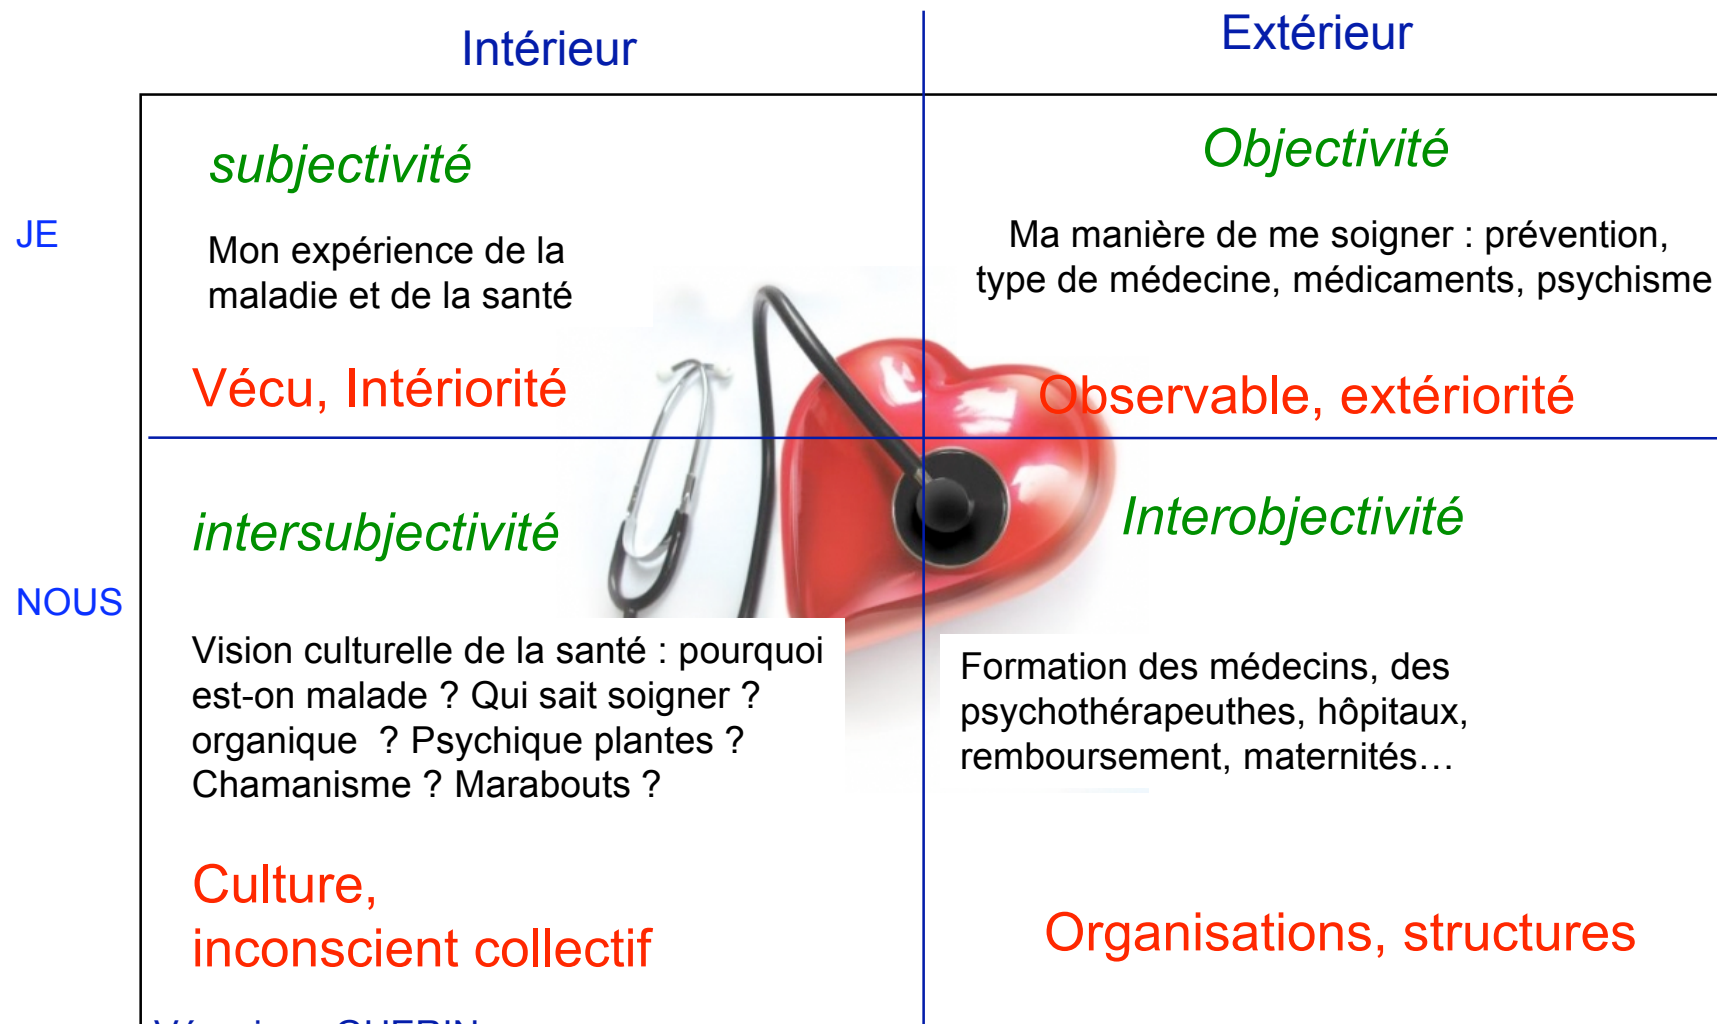 Intérieur
Extérieur
JE
subjectivité
Mon expérience de la
maladie et de la santé
Vécu, Intériorité
Objectivité
Ma manière de me soigner : prévention,
type de médecine, médicaments, psychisme
Observable, extériorité
NOUS
intersubjectivité
Vision culturelle de la santé : pourquoi
est-on malade ? Qui sait soigner ?
organique ? Psychique plantes ?
Chamanisme ? Marabouts ?
Culture,
inconscient collectif
Interobjectivité
Formation des médecins, des
psychothérapeuthes, hôpitaux,
remboursement, maternités…
Organisations, structures
GUERIN